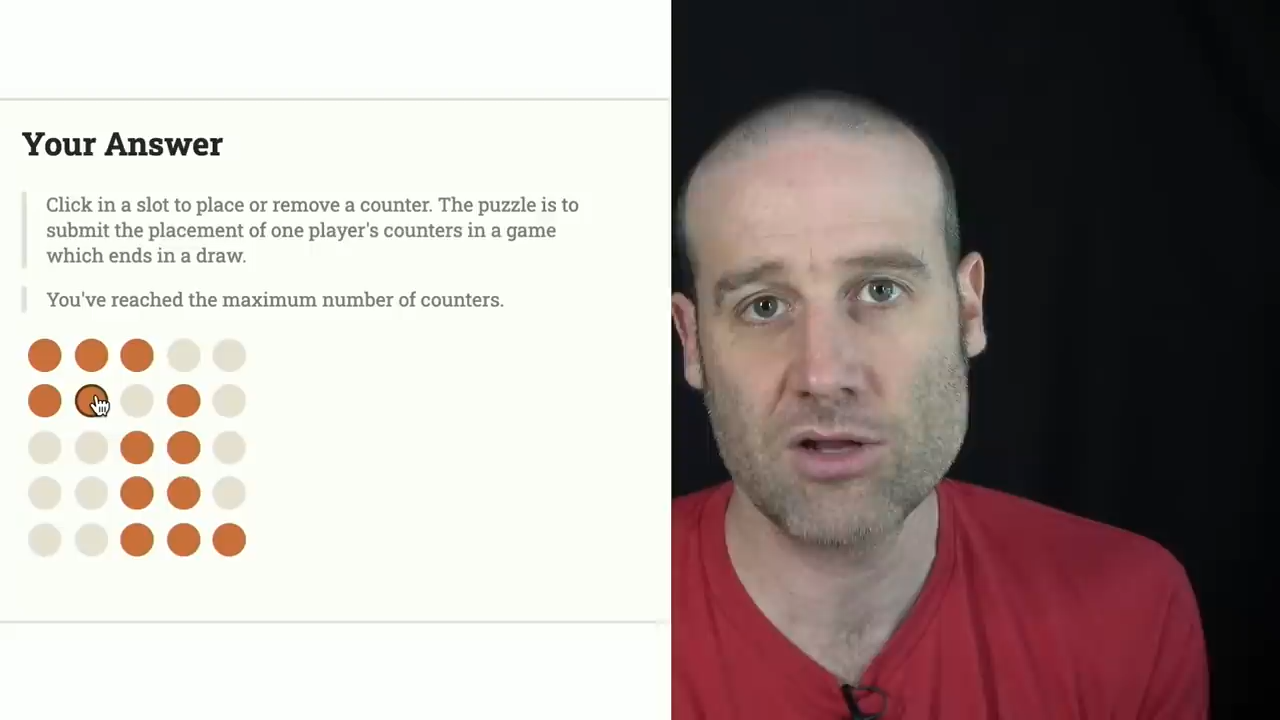 Your Answer
Click in a slot to place or remove a counter. The puzzle is to
submit the placement of one player's counters in a game
which ends in a draw.
You've reached the maximum number of counters.